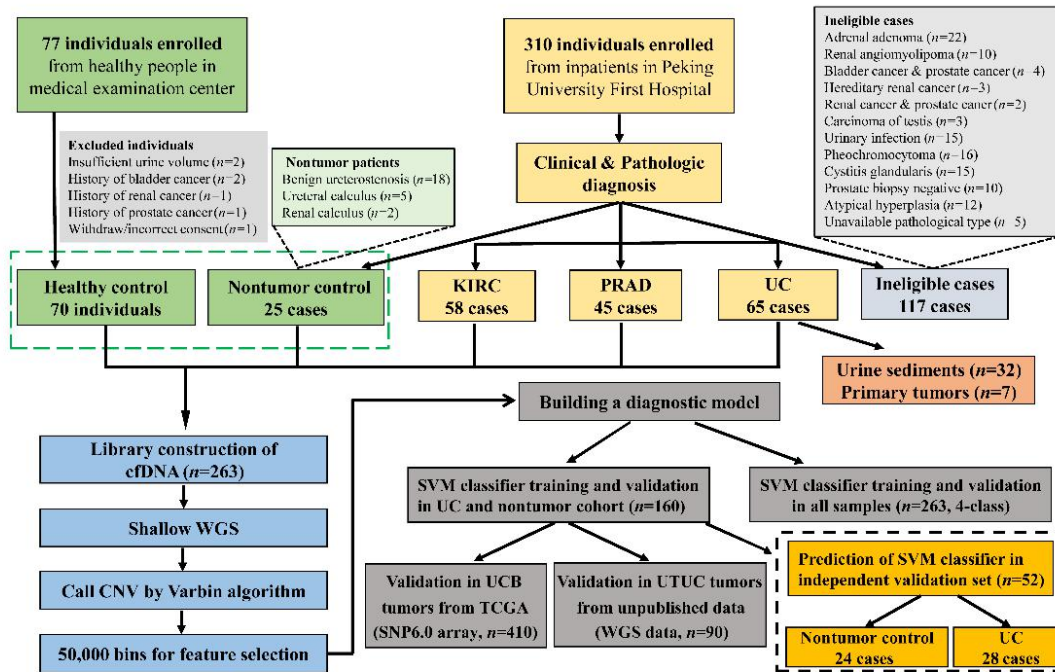 77 individuals enrolled
from healthy people in
medical examination center
310 individuals enrolled
from inpatients in Peking
University First Hospital
Ineligible cases
Adrenal adenoma (n=22)
Renal angiomyolipoma (n=10)
Bladder cancer & prostate cancer (n=4)
Hereditary renal cancer (n=3)
Renal cancer & prostate cancer (n=2)
Carcinoma of testis (n=3)
Urinary infection (n=15)
Pheochromcytoma (n=16)
Cystitis glandularis (n=15)
Prostate biopsy negative (n=10)
Atypical hyperplasia (n=12)
Unavailable pathological type (n=5)
Excluded individuals
Insufficient urine volume (n=2)
History of bladder cancer (n=2)
History of renal cancer (n=1)
History of prostate cancer (n=1)
Withdraw/incorrect consent (n=1)
Nontumor patients
Benign ureterostenosis (n=18)
Ureteral calculus (n=5)
Renal calculus (n=2)
Clinical & Pathologic
diagnosis
Healthy control
70 individuals
Nontumor control
25 cases
KIRC
58 cases
PRAD
45 cases
UC
65 cases
Ineligible cases
117 cases
Urine sediments (n=32)
Primary tumors (n=7)
Building a diagnostic model
Library construction of
cfDNA (n=263)
Shallow WGS
Call CNV by Varbin algorithm
50,000 bins for feature selection
SVM classifier training and validation
in UC and nontumor cohort (n=160)
SVM classifier training and validation
in all samples (n=263, 4-class)
Validation in UCB
tumors from TCGA
(SNP6.0 array, n=410)
Validation in UTUC tumors
from unpublished data
(WGS data, n=90)
Prediction of SVM classifier in
independent validation set (n=52)
Nontumor control
24 cases
UC
28 cases